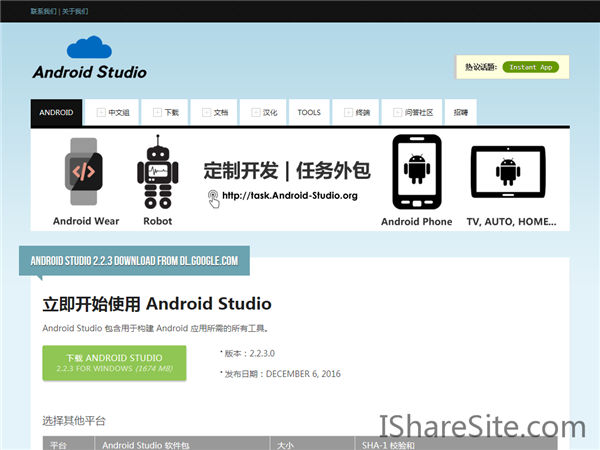 联系我们 | 关于我们
Android Studio
热议话题: Instant App
ANDROID 中文组 下载 文档 汉化 TOOLS 终端 问答社区 招聘
定制开发 | 任务外包
http://task.Android-Studio.org
Android Wear Robot Android Phone TV, AUTO, HOME...
ANDROID STUDIO 2.2.3 DOWNLOAD FROM DL.GOOGLE.COM
立即开始使用 Android Studio
Android Studio 包含用于构建 Android 应用所需的所有工具。
下载 ANDROID STUDIO
2.2.3 FOR WINDOWS (1674 MB)
版本：2.2.3.0
发布日期：DECEMBER 6, 2016
选择其他平台
平台 Android Studio 软件包 大小 SHA-1 校验和
IShareSite.com